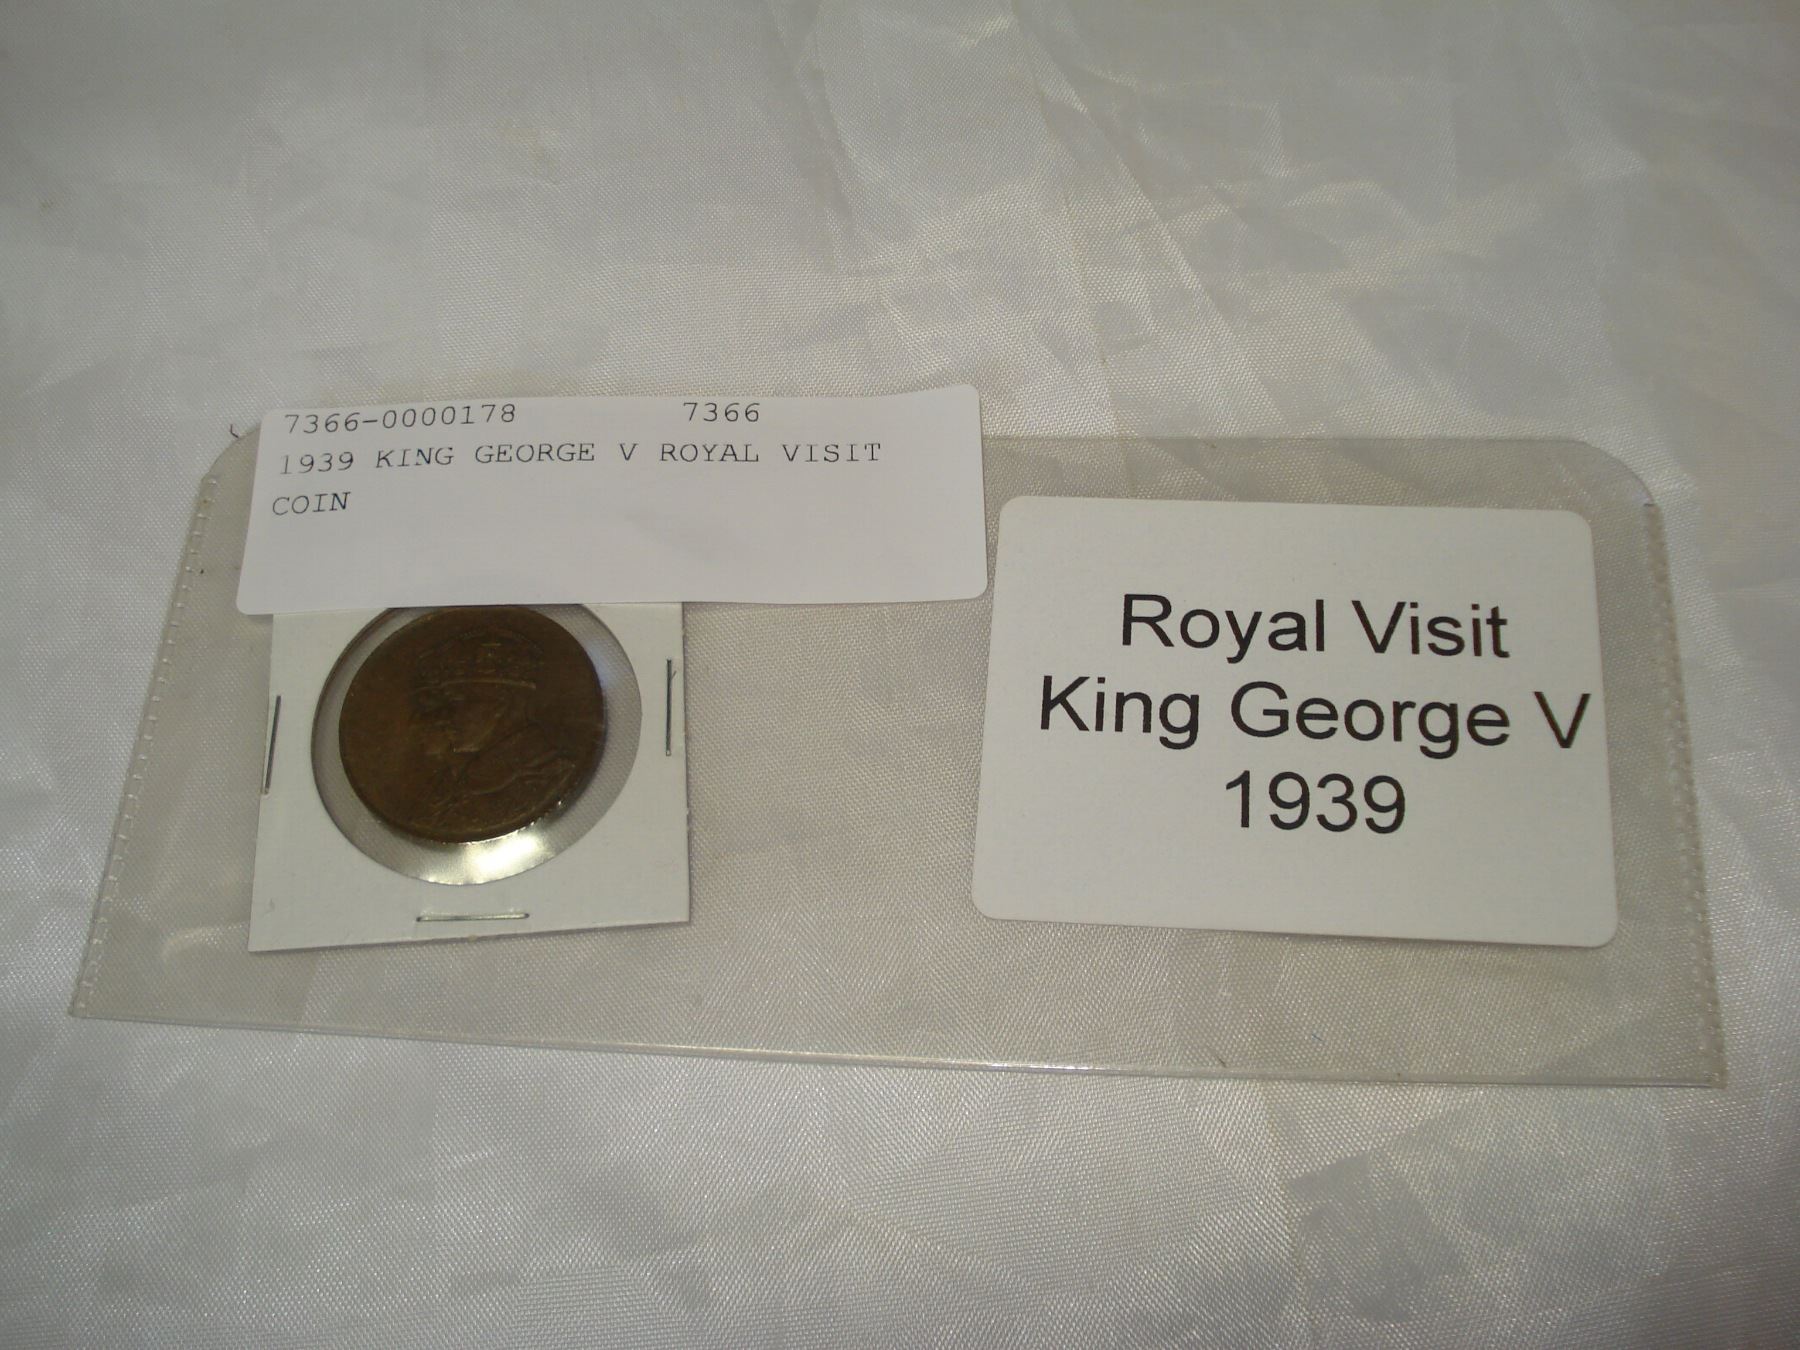 7366-0000178 7366
1939 KING GEORGE V ROYAL VISIT
COIN
Royal Visit
King George V
1939